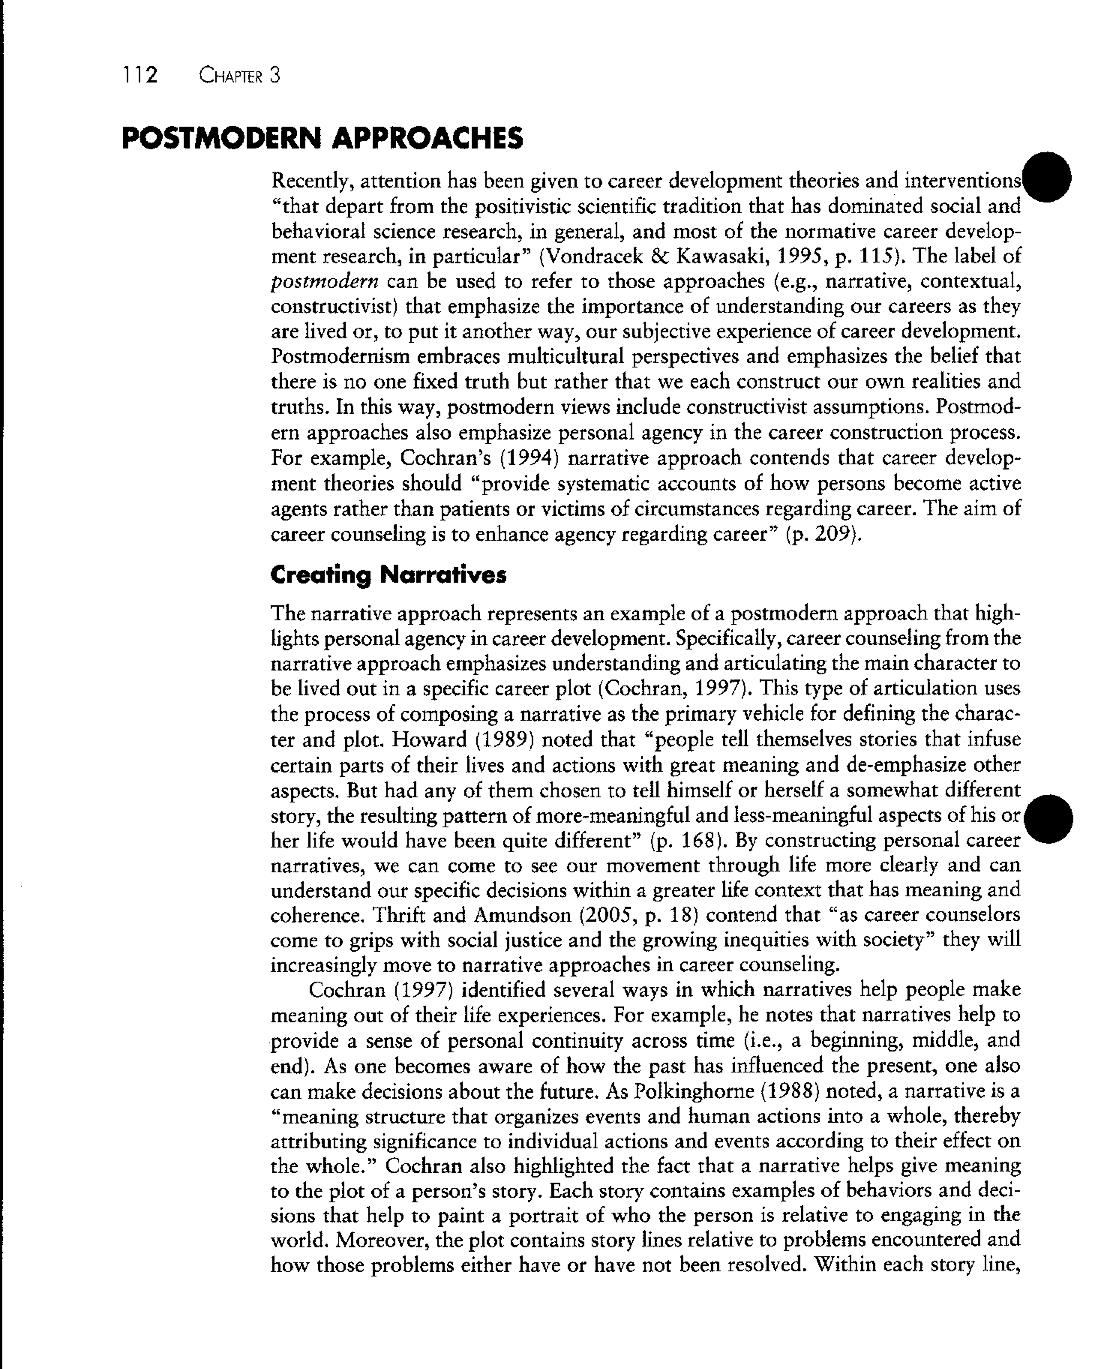 112 CHAPTER 3
POSTMODERN APPROACHES
Recently, attention has been given to career development theories and interventions
“that depart from the positivistic scientific tradition that has dominated social and
behavioral science research, in general, and most of the normative career develop-
ment research, in particular” (Vondracek & Kawasaki, 1995, p. 115). The label of
postmodern can be used to refer to those approaches (e.g., narrative, contextual,
constructivist) that emphasize the importance of understanding our careers as they
are lived or, to put it another way, our subjective experience of career development.
Postmodernism embraces multicultural perspectives and emphasizes the belief that
there is no one fixed truth but rather that we each construct our own realities and
truths. In this way, postmodern views include constructivist assumptions. Postmod-
ern approaches also emphasize personal agency in the career construction process.
For example, Cochran’s (1994) narrative approach contends that career develop-
ment theories should “provide systematic accounts of how persons become active
agents rather than patients or victims of circumstances regarding career. The aim of
career counseling is to enhance agency regarding career” (p. 209).
Creating Narratives
The narrative approach represents an example of a postmodern approach that high-
lights personal agency in career development. Specifically, career counseling from the
narrative approach emphasizes understanding and articulating the main character to
be lived out in a specific career plot (Cochran, 1997). This type of articulation uses
the process of composing a narrative as the primary vehicle for defining the charac-
ter and plot. Howard (1989) noted that “people tell themselves stories that infuse
certain parts of their lives and actions with great meaning and de-emphasize other
aspects. But had any of them chosen to tell himself or herself a somewhat different
story, the resulting pattern of more-meaningful and less-meaningful aspects of his or
her life would have been quite different” (p. 168). By constructing personal career
narratives, we can come to see our movement through life more clearly and can
understand our specific decisions within a greater life context that has meaning and
coherence. Thrift and Amundson (2005, p. 18) contend that “as career counselors
come to grips with social justice and the growing inequities with society” they will
increasingly move to narrative approaches in career counseling.
Cochran (1997) identified several ways in which narratives help people make
meaning out of their life experiences. For example, he notes that narratives help to
provide a sense of personal continuity across time (i.e., a beginning, middle, and
end). As one becomes aware of how the past has influenced the present, one also
can make decisions about the future. As Polkinghorne (1988) noted, a narrative is a
“meaning structure that organizes events and human actions into a whole, thereby
attributing significance to individual actions and events according to their effect on
the whole.” Cochran also highlighted the fact that a narrative helps give meaning
to the plot of a person’s story. Each story contains examples of behaviors and deci-
sions that help to paint a portrait of who the person is relative to engaging in the
world. Moreover, the plot contains story lines relative to problems encountered and
how those problems either have or have not been resolved. Within each story line,